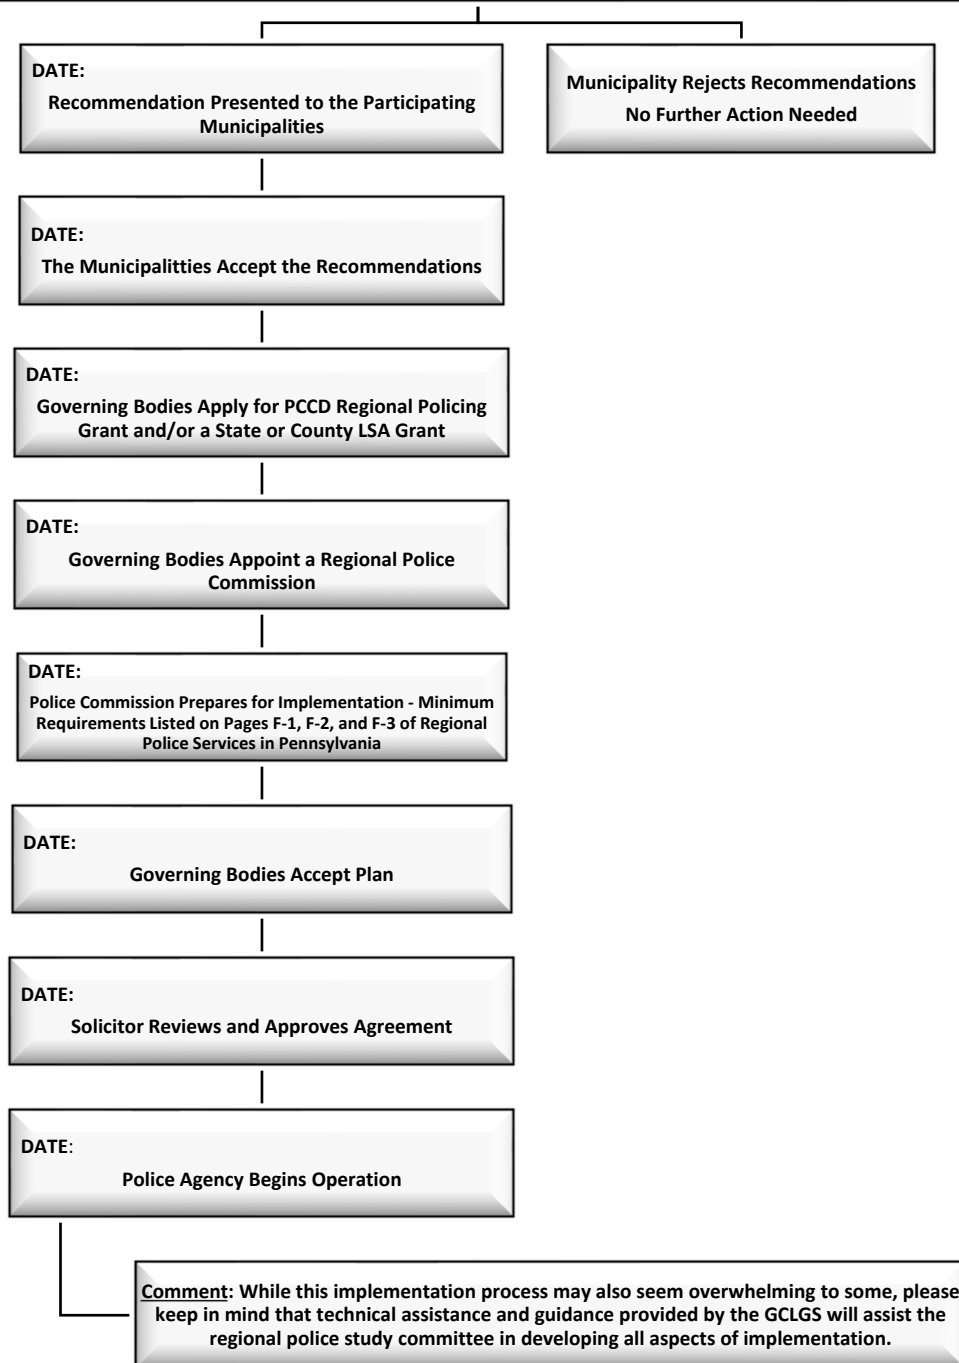 DATE:
Recommendation Presented to the Participating
Municipalities
Municipality Rejects Recommendations
No Further Action Needed
DATE:
The Municipalitties Accept the Recommendations
DATE:
Governing Bodies Apply for PCCD Regional Policing
Grant and/or a State or County LSA Grant
DATE:
Governing Bodies Appoint a Regional Police
Commission
DATE:
Police Commission Prepares for Implementation - Minimum
Requirements Listed on Pages F-1, F-2, and F-3 of Regional
Police Services in Pennsylvania
DATE:
Governing Bodies Accept Plan
DATE:
Solicitor Reviews and Approves Agreement
DATE:
Police Agency Begins Operation
Comment: While this implementation process may also seem overwhelming to some, please
keep in mind that technical assistance and guidance provided by the GCLGS will assist the
regional police study committee in developing all aspects of implementation.